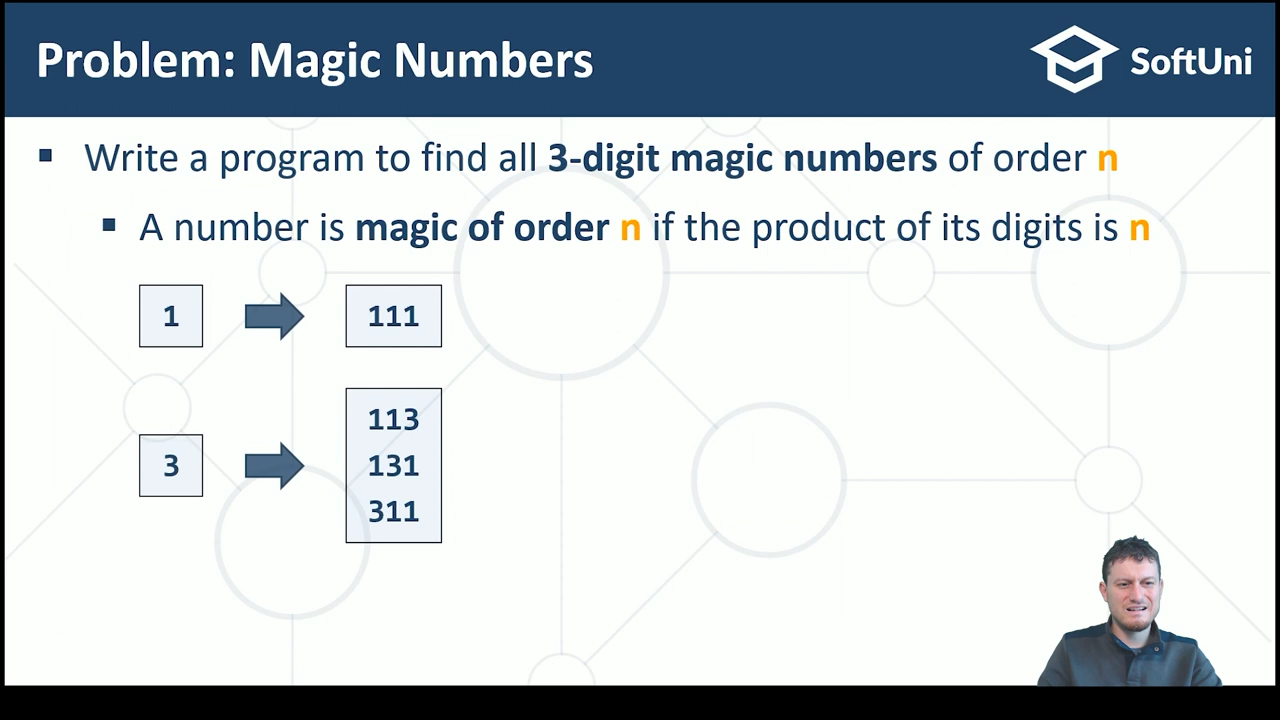 Problem: Magic Numbers
SoftUni
Write a program to find all 3-digit magic numbers of order n
A number is magic of order n if the product of its digits is n
1
111
3
113
131
311